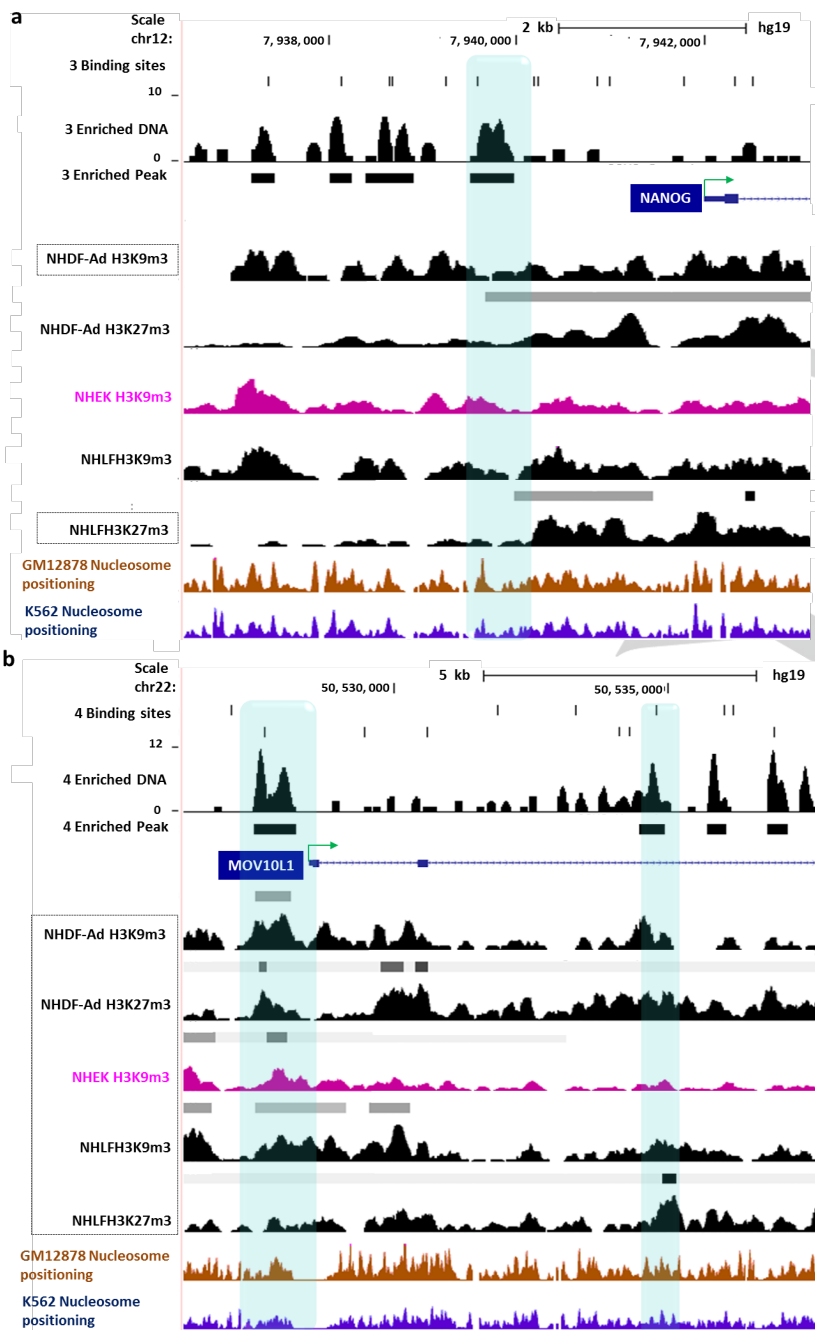 a
Scale
2 kb
hg19
chr12:
7,938,000
7,940,000
7,942,000
3 Binding sites
10
3 Enriched DNA
0
3 Enriched Peak
NANOG
NHDF-Ad H3K9m3
NHDF-Ad H3K27m3
NHEK H3K9m3
NHLFH3K9m3
NHLFH3K27m3
GM12878 Nucleosome
positioning
K562 Nucleosome
positioning
b
Scale
5 kb
hg19
chr22:
50,530,000
50,535,000
4 Binding sites
12
4 Enriched DNA
0
4 Enriched Peak
MOV10L1
NHDF-Ad H3K9m3
NHDF-Ad H3K27m3
NHEK H3K9m3
NHLFH3K9m3
NHLFH3K27m3
GM12878 Nucleosome
positioning
K562 Nucleosome
positioning